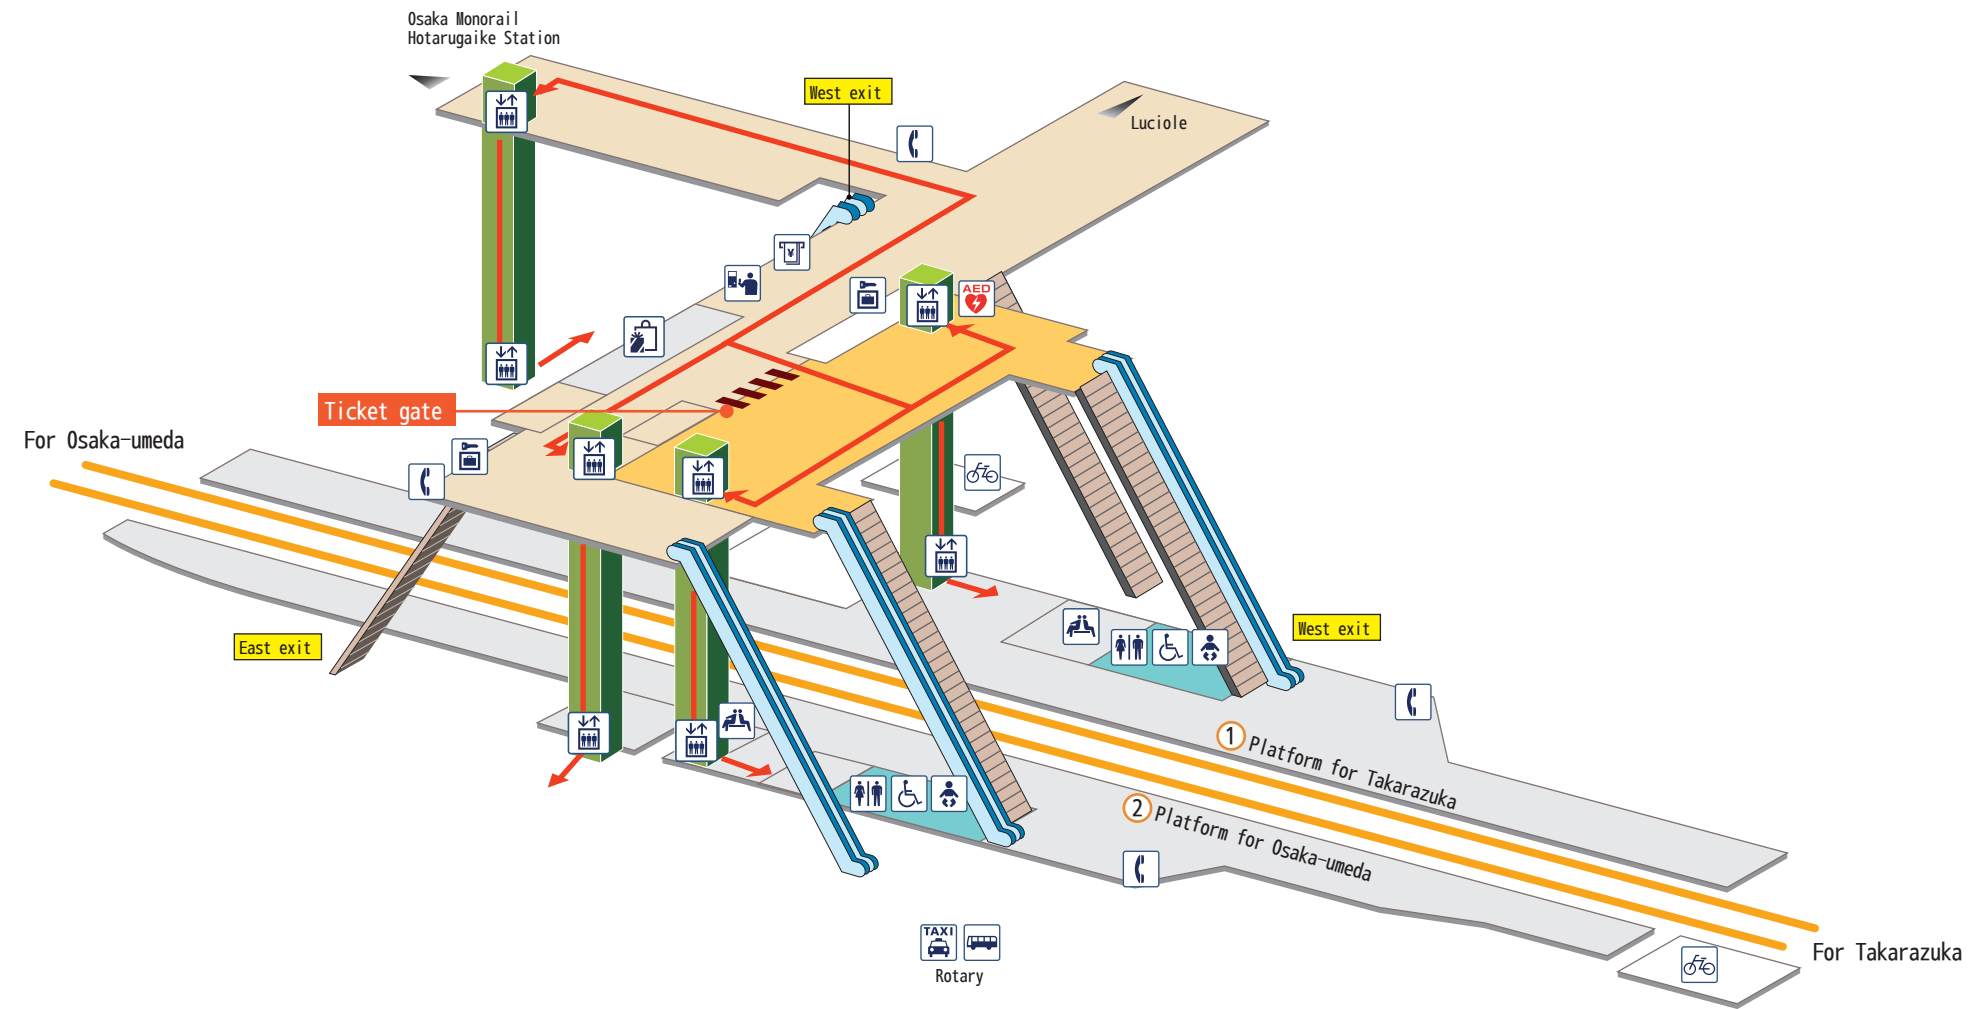 Osaka Monorail
Hotarugaike Station
West exit
Luciole
¥
AED
Ticket gate
For Osaka-umeda
East exit
West exit
1 Platform for Takarazuka
2 Platform for Osaka-umeda
TAXI
Rotary
For Takarazuka